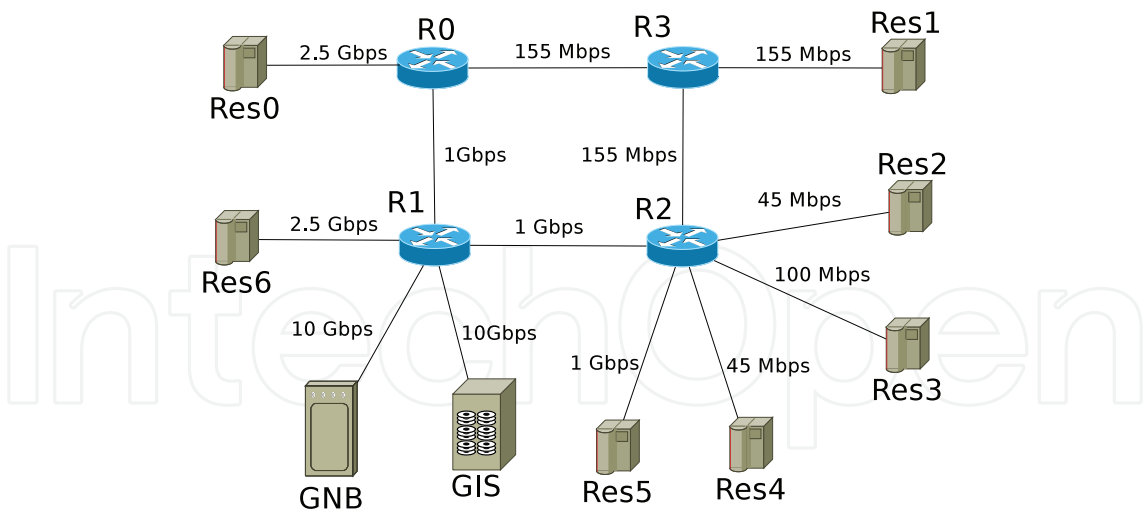 R0
R3
Res1
2.5 Gbps
155 Mbps
155 Mbps
Res0
1Gbps
155 Mbps
Res2
R1
R2
45 Mbps
2.5 Gbps
1 Gbps
Res6
100 Mbps
10 Gbps
10Gbps
1 Gbps
45 Mbps
Res3
GNB
GIS
Res5
Res4
IntechOpen